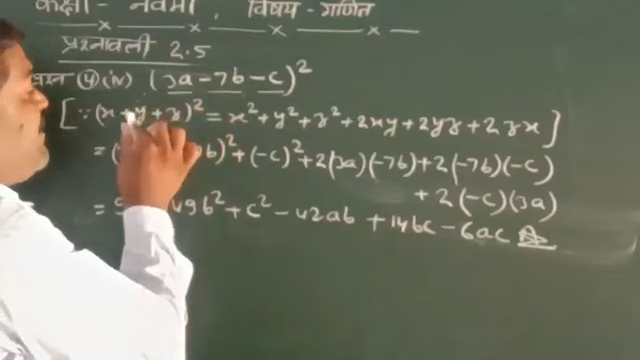 कक्षा - नवमी, विषय - गणित
प्रश्नावली 2.5
प्रश्न ④ (iv) (3a - 7b - c)²
[∵ (x + y + z)² = x² + y² + z² + 2xy + 2yz + 2zx]
= ( b)² + (-c)² + 2(3a)(-7b) + 2(-7b)(-c)
+ 2(-c)(3a)
= 49b² + c² - 42ab + 14bc - 6ac